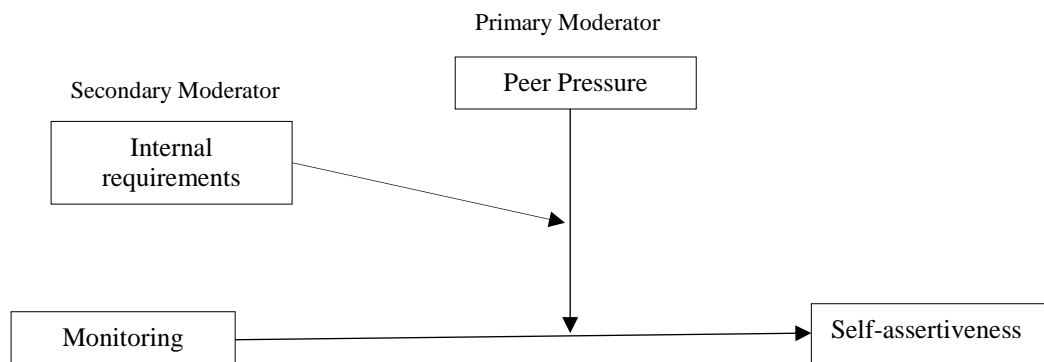 Primary Moderator
Peer Pressure
Secondary Moderator
Internal
requirements
Monitoring
Self-assertiveness